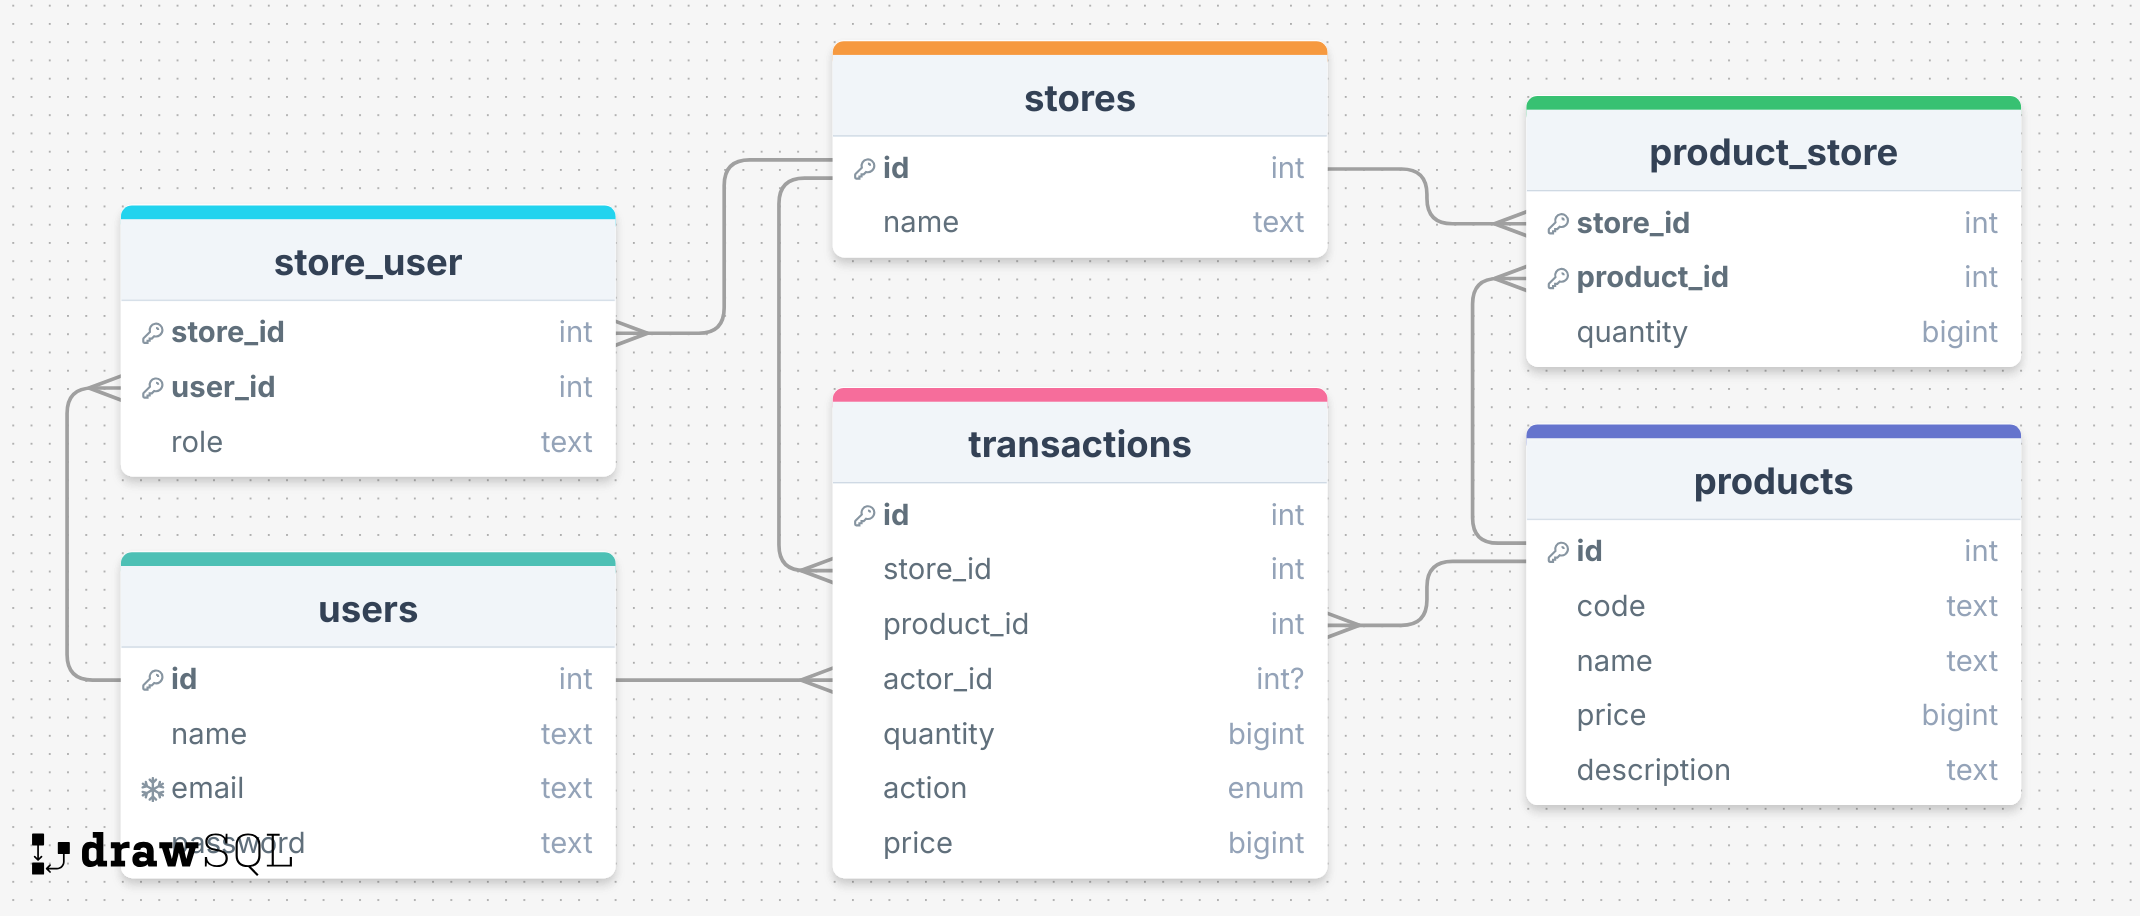 stores
id int
name text
product_store
store_id int
product_id int
quantity bigint
store_user
store_id int
user_id int
role text
transactions
id int
store_id int
product_id int
actor_id int?
quantity bigint
action enum
price bigint
products
id int
code text
name text
price bigint
description text
users
id int
name text
email text
password text
drawSQL